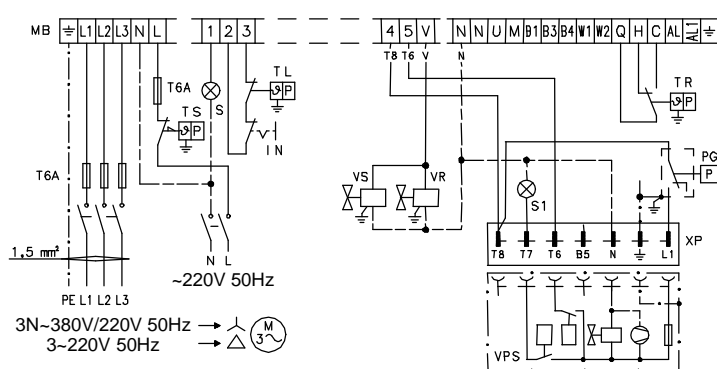 MB ⏚ L1 L2 L3 N L 1 2 3 4 5 V N N U M B1 B3 B4 W1 W2 Q H C AL AL1 ⏚
T8 T6 V N
T6A
S
TL
ϑ P
TS
ϑ P
IN
TR
ϑ P
T6A
VS
VR
S1
PG
P
1,5 mm²
N L
~220V 50Hz
T8 T7 T6 B5 N ⏚ L1
XP
PE L1 L2 L3
3N~380V/220V 50Hz
3~220V 50Hz
M
3~
VPS